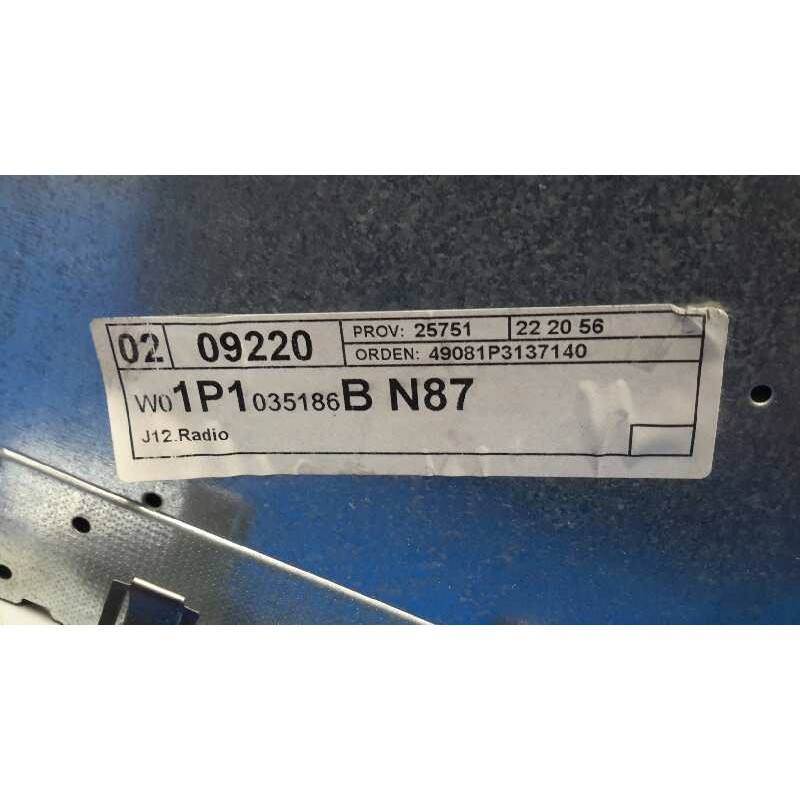 02 09220 PROV: 25751 22 20 56
ORDEN: 49081P3137140
W01P1035186B N87
J12.Radio